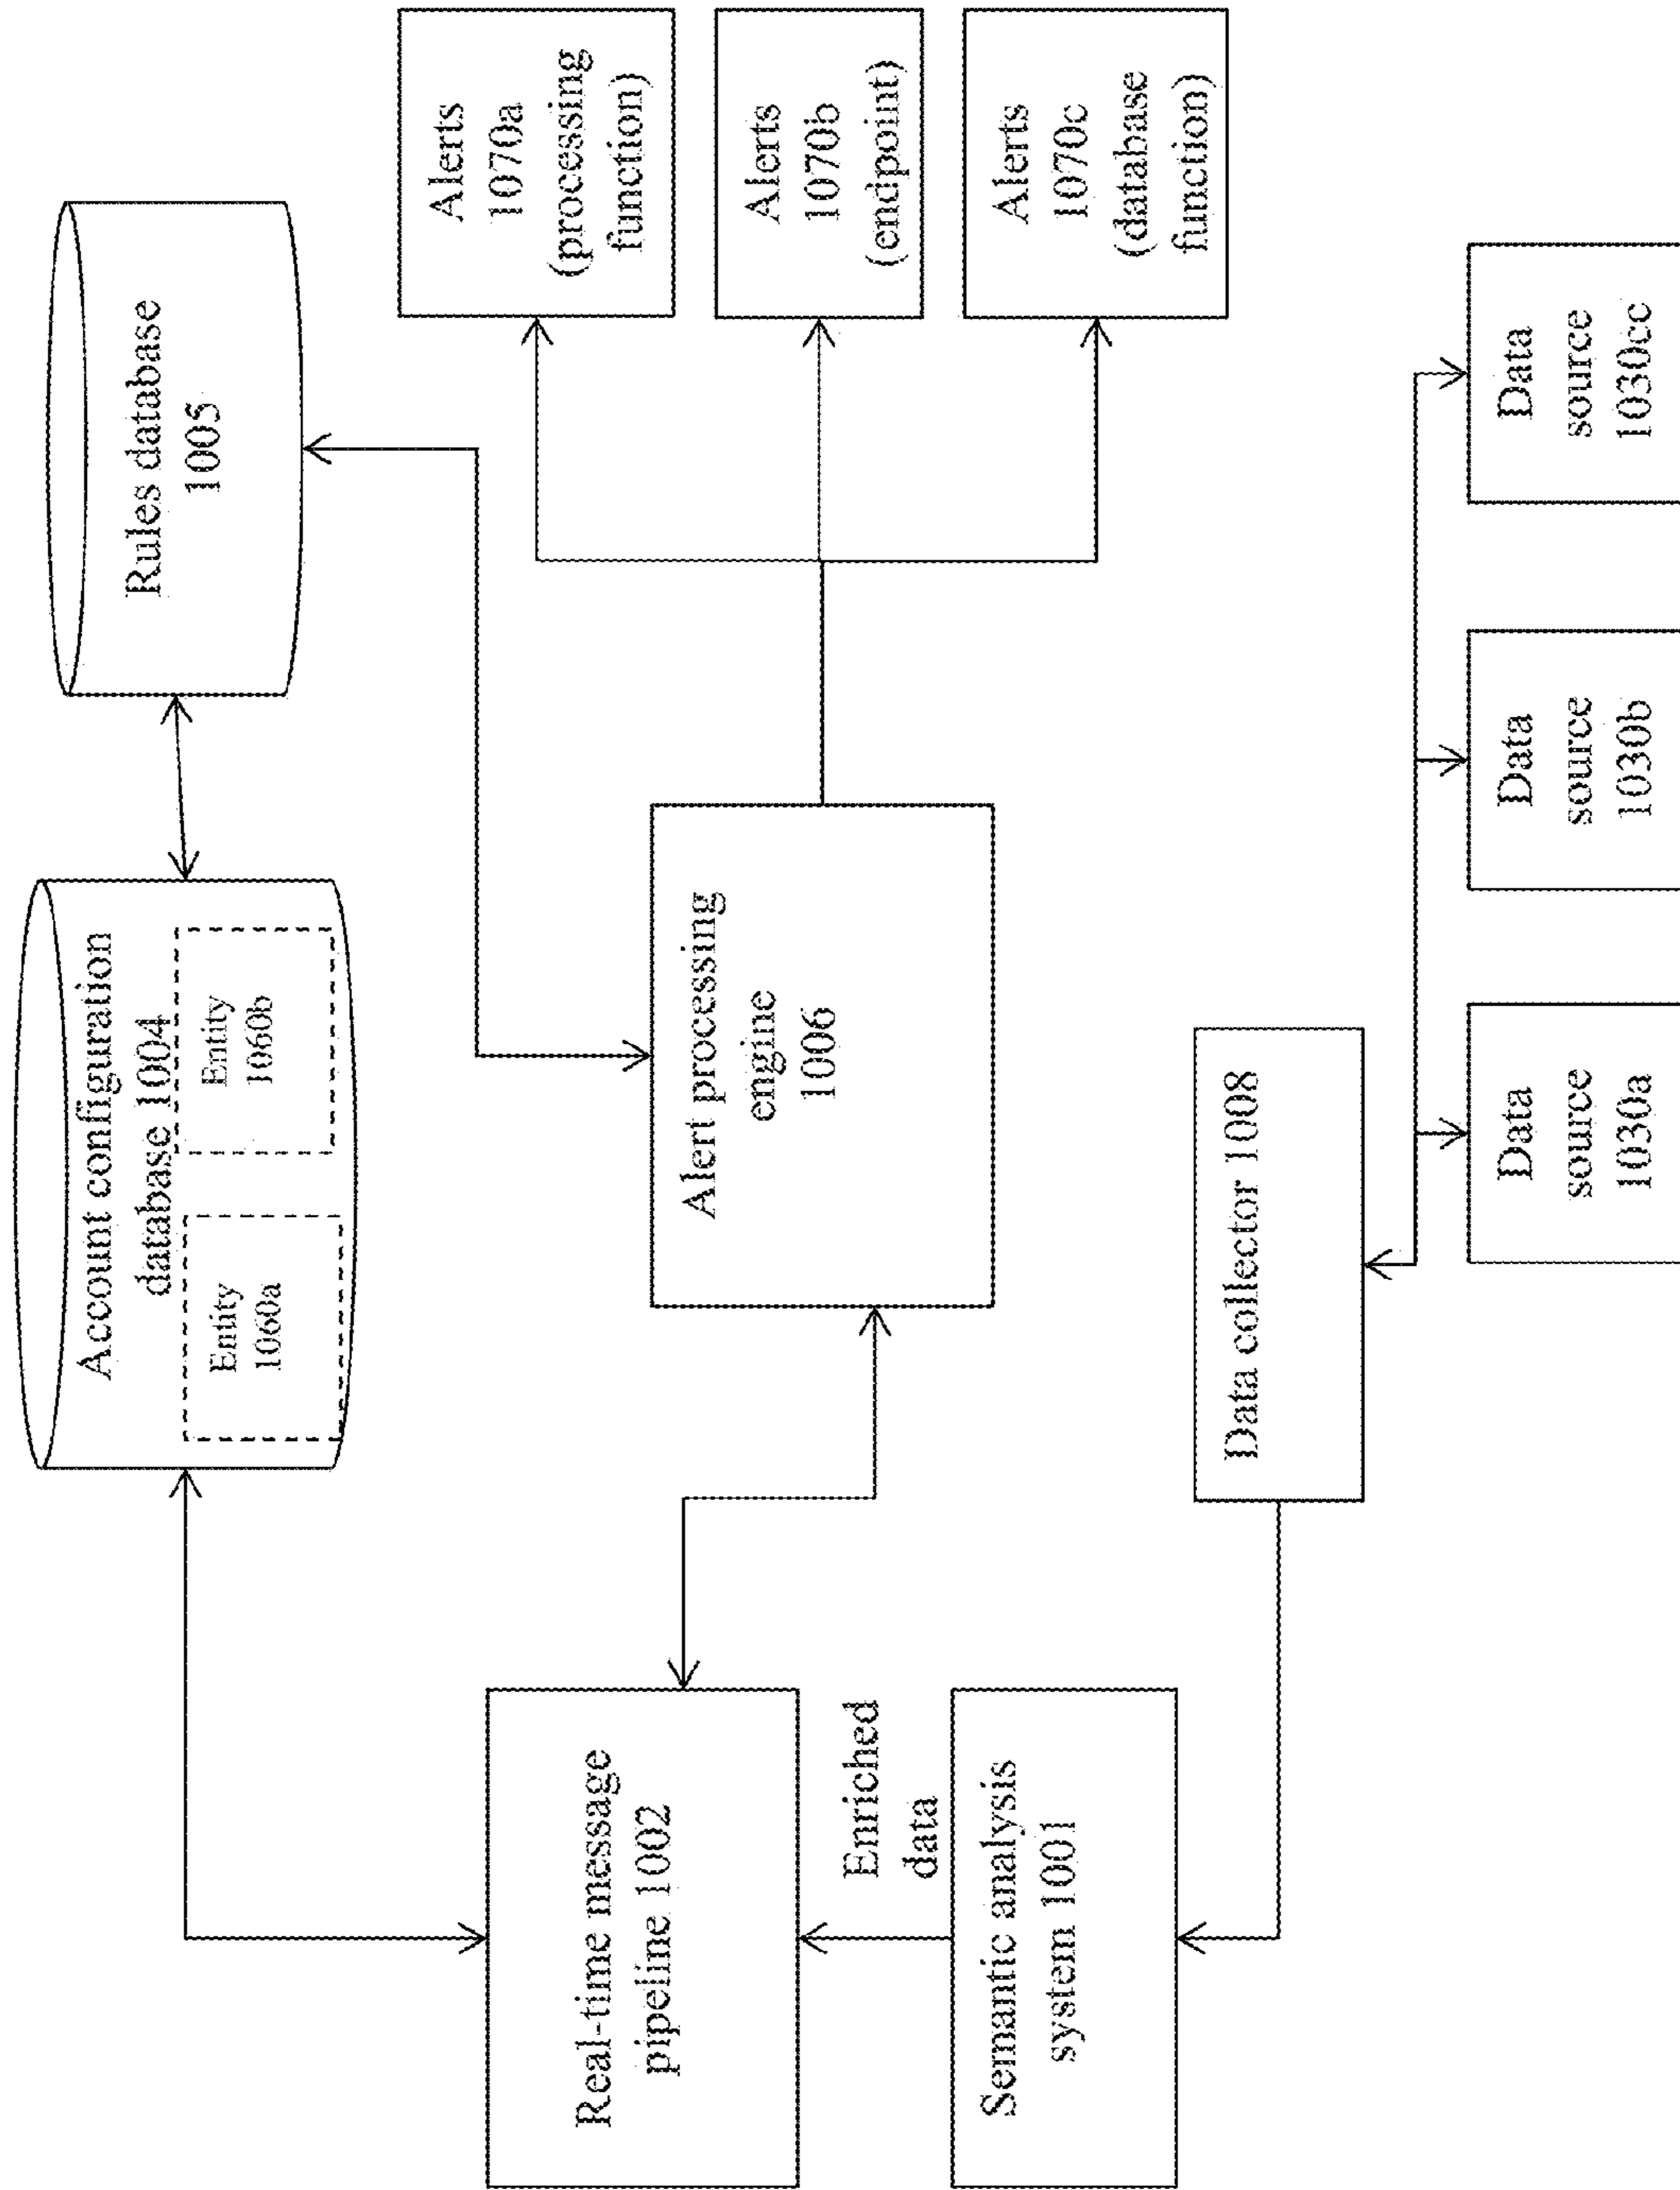 Account configuration
database 1004
Entity
1060a
Entity
1060b
Rules database
1005
Real-time message
pipeline 1002
Enriched
data
Semantic analysis
system 1001
Alert processing
engine
1006
Alerts
1070a
(processing
function)
Alerts
1070b
(endpoint)
Alerts
1070c
(database
function)
Data collector 1008
Data
source
1030a
Data
source
1030b
Data
source
1030cc